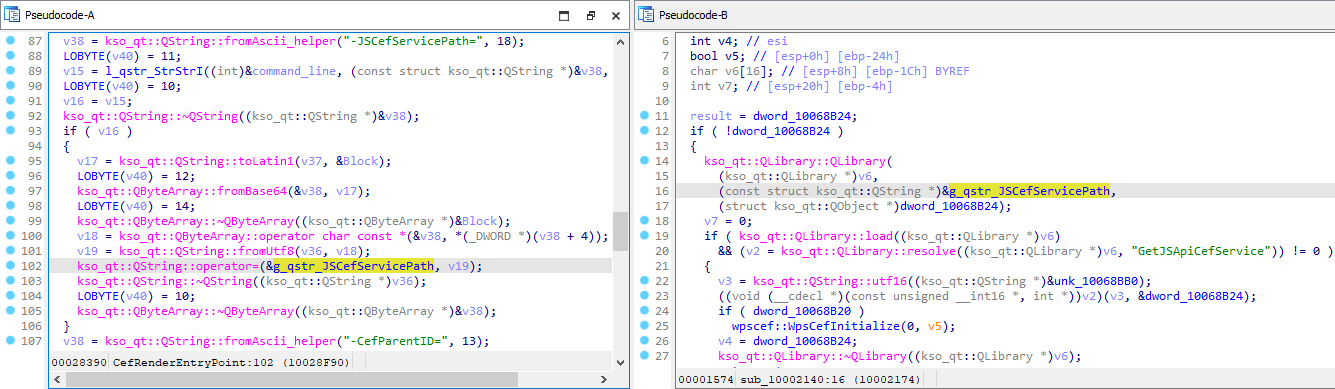 Pseudocode-A
87 v38 = kso_qt::QString::fromAscii_helper("-JSCefServicePath=", 18);
88 LOBYTE(v40) = 11;
89 v15 = l_qstr_StrStrI((int)&command_line, (const struct kso_qt::QString *)&v38,
90 LOBYTE(v40) = 10;
91 v16 = v15;
92 kso_qt::QString::~QString((kso_qt::QString *)&v38);
93 if ( v16 )
94 {
95 v17 = kso_qt::QString::toLatin1(v37, &Block);
96 LOBYTE(v40) = 12;
97 kso_qt::QByteArray::fromBase64(&v38, v17);
98 LOBYTE(v40) = 14;
99 kso_qt::QByteArray::~QByteArray((kso_qt::QByteArray *)&Block);
100 v18 = kso_qt::QByteArray::operator char const *(&v38, *(_DWORD *)(v38 + 4));
101 v19 = kso_qt::QString::fromUtf8(v36, v18);
102 kso_qt::QString::operator=(&g_qstr_JSCefServicePath, v19);
103 kso_qt::QString::~QString((kso_qt::QString *)v36);
104 LOBYTE(v40) = 10;
105 kso_qt::QByteArray::~QByteArray((kso_qt::QByteArray *)&v38);
106 }
107 v38 = kso_qt::QString::fromAscii_helper("-CefParentID=", 13);
00028390 CefRenderEntryPoint:102 (10028F90)
Pseudocode-B
6 int v4; // esi
7 bool v5; // [esp+0h] [ebp-24h]
8 char v6[16]; // [esp+8h] [ebp-1Ch] BYREF
9 int v7; // [esp+20h] [ebp-4h]
10
11 result = dword_10068B24;
12 if ( !dword_10068B24 )
13 {
14 kso_qt::QLibrary::QLibrary(
15 (kso_qt::QLibrary *)v6,
16 (const struct kso_qt::QString *)&g_qstr_JSCefServicePath,
17 (struct kso_qt::QObject *)dword_10068B24);
18 v7 = 0;
19 if ( kso_qt::QLibrary::load((kso_qt::QLibrary *)v6)
20 && (v2 = kso_qt::QLibrary::resolve((kso_qt::QLibrary *)v6, "GetJSApiCefService")) != 0 )
21 {
22 v3 = kso_qt::QString::utf16((kso_qt::QString *)&unk_10068BB0);
23 ((void (__cdecl *)(const unsigned __int16 *, int *))v2)(v3, &dword_10068B24);
24 if ( dword_10068B20 )
25 wpscef::WpsCefInitialize(0, v5);
26 v4 = dword_10068B24;
27 kso_qt::QLibrary::~QLibrary((kso_qt::QLibrary *)v6);
00001574 sub_10002140:16 (10002174)